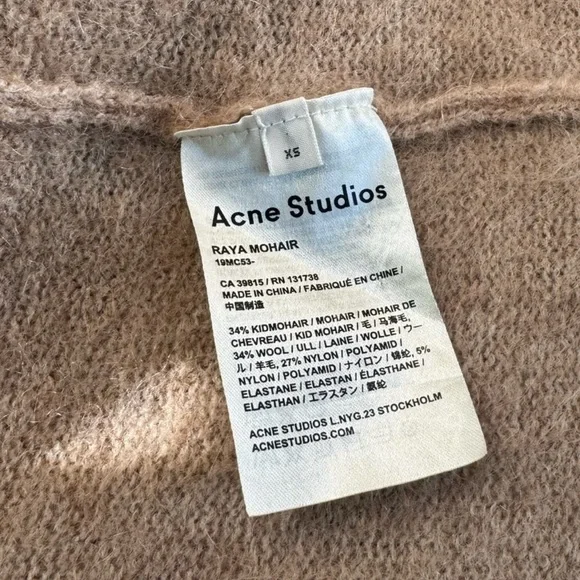 XS
Acne Studios
RAYA MOHAIR
19MC53-
CA 39815 / RN 131738
MADE IN CHINA / FABRIQUÉ EN CHINE /
中国制造
34% KIDMOHAIR / MOHAIR / MOHAIR DE
CHEVREAU / KID MOHAIR / 毛 / 马海毛,
34% WOOL / ULL / LAINE / WOLLE / ウー
ル / 羊毛, 27% NYLON / POLYAMID /
NYLON / POLYAMID / ナイロン / 锦纶, 5%
ELASTANE / ELASTAN / ÉLASTHANE /
ELASTHAN / エラスタン / 氨纶
ACNE STUDIOS L.NYG.23 STOCKHOLM
ACNESTUDIOS.COM